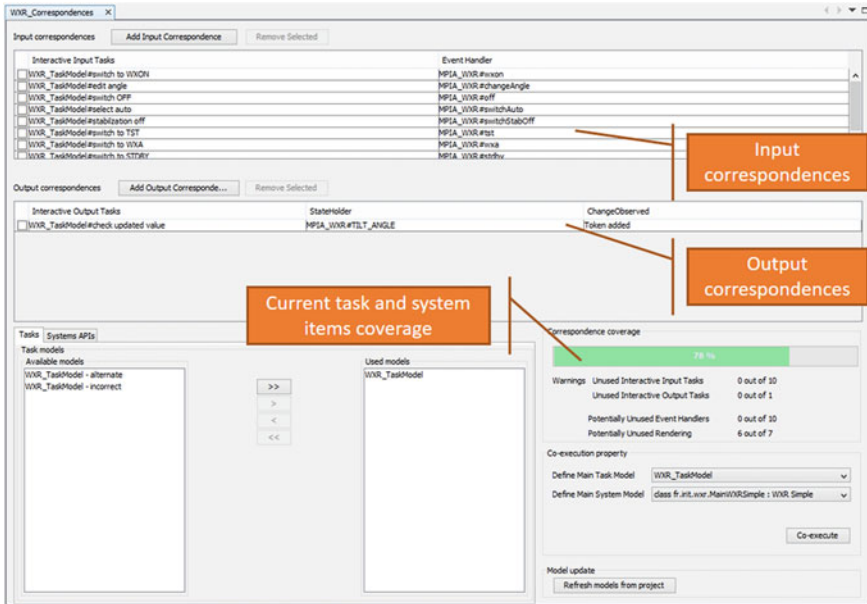 WXR_Correspondences X
Input correspondences Add Input Correspondence Remove Selected
Interactive Input Tasks Event Handler
WXR_TaskModel#switch to WXON MPIA_WXR.#wxon
WXR_TaskModel#edit angle MPIA_WXR.#changeAngle
WXR_TaskModel#switch OFF MPIA_WXR.#off
WXR_TaskModel#select auto MPIA_WXR.#switchAuto
WXR_TaskModel#stabilization off MPIA_WXR.#switchStabOff
WXR_TaskModel#switch to TST MPIA_WXR.#tst
WXR_TaskModel#switch to WXA MPIA_WXR.#wxa
WXR_TaskModel#switch to STDBY MPIA_WXR.#stdby
Input
correspondences
Output correspondences Add Output Corresponde... Remove Selected
Interactive Output Tasks StateHolder ChangeObserved
WXR_TaskModel#check updated value MPIA_WXR.#TILT_ANGLE Token added
Output
correspondences
Current task and system
items coverage
Tasks Systems APIs
Task models
Available models Used models
WXR_TaskModel - alternate WXR_TaskModel
WXR_TaskModel - incorrect
>>
>
<
<<
Correspondence coverage
78 %
Warnings Unused Interactive Input Tasks 0 out of 10
Unused Interactive Output Tasks 0 out of 1
Potentially Unused Event Handlers 0 out of 10
Potentially Unused Rendering 6 out of 7
Co-execution property
Define Main Task Model WXR_TaskModel
Define Main System Model class fr.irit.wxr.MainWXRSimple : WXR Simple
Co-execute
Model update
Refresh models from project